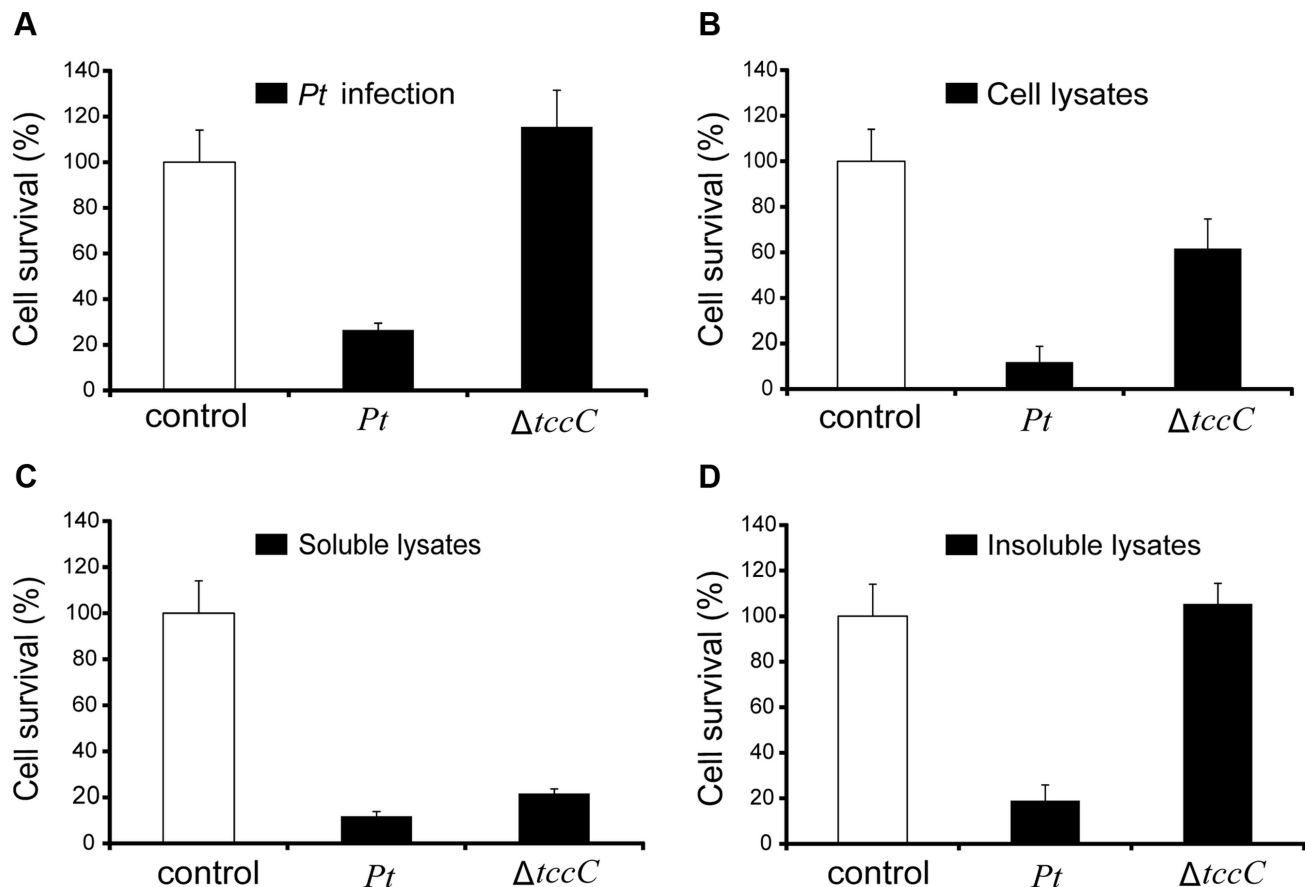 A
Cell survival (%)
140
120
100
80
60
40
20
0
Pt infection
control
Pt
ΔtccC
B
Cell survival (%)
140
120
100
80
60
40
20
0
Cell lysates
control
Pt
ΔtccC
C
Cell survival (%)
140
120
100
80
60
40
20
0
Soluble lysates
control
Pt
ΔtccC
D
Cell survival (%)
140
120
100
80
60
40
20
0
Insoluble lysates
control
Pt
ΔtccC